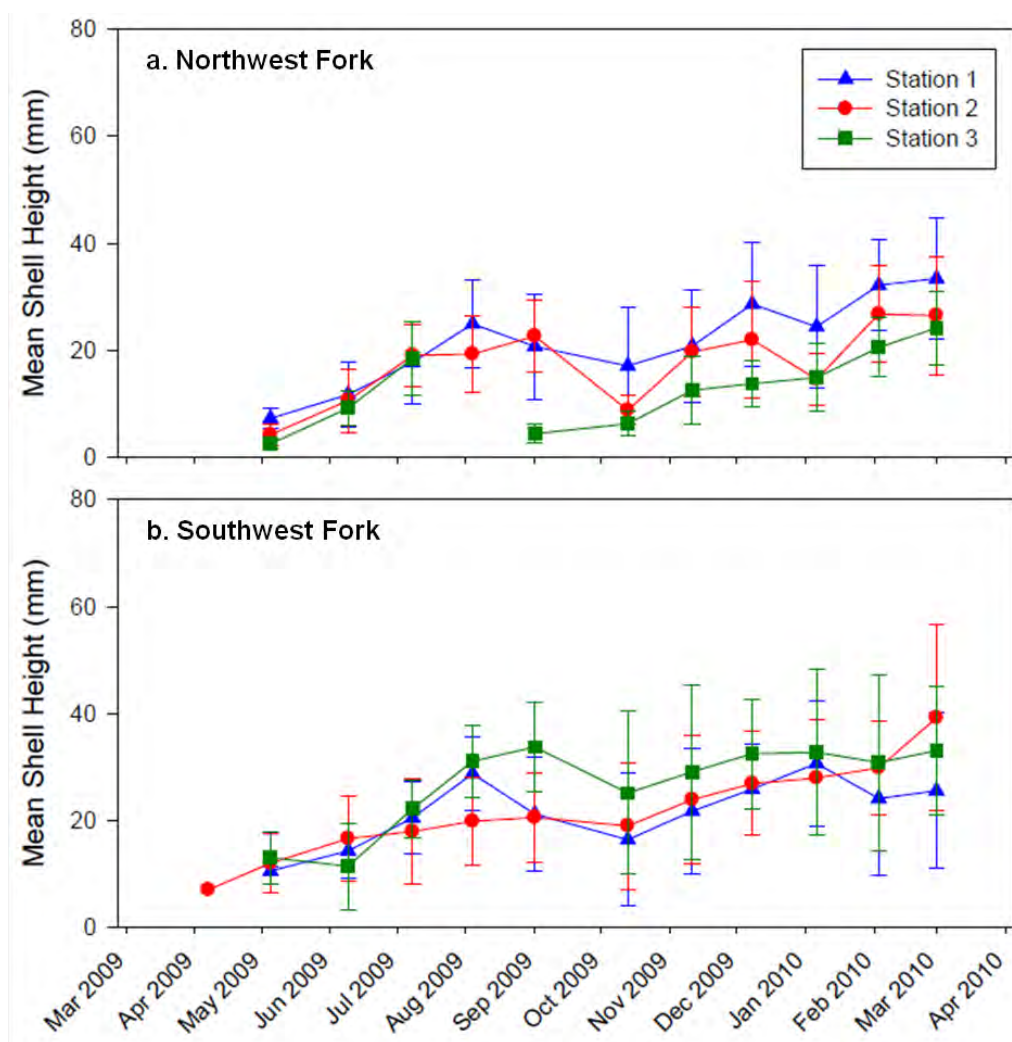 80
60
40
20
0
Mean Shell Height (mm)
a. Northwest Fork
Station 1
Station 2
Station 3
80
60
40
20
0
Mean Shell Height (mm)
b. Southwest Fork
Mar 2009
Apr 2009
May 2009
Jun 2009
Jul 2009
Aug 2009
Sep 2009
Oct 2009
Nov 2009
Dec 2009
Jan 2010
Feb 2010
Mar 2010
Apr 2010